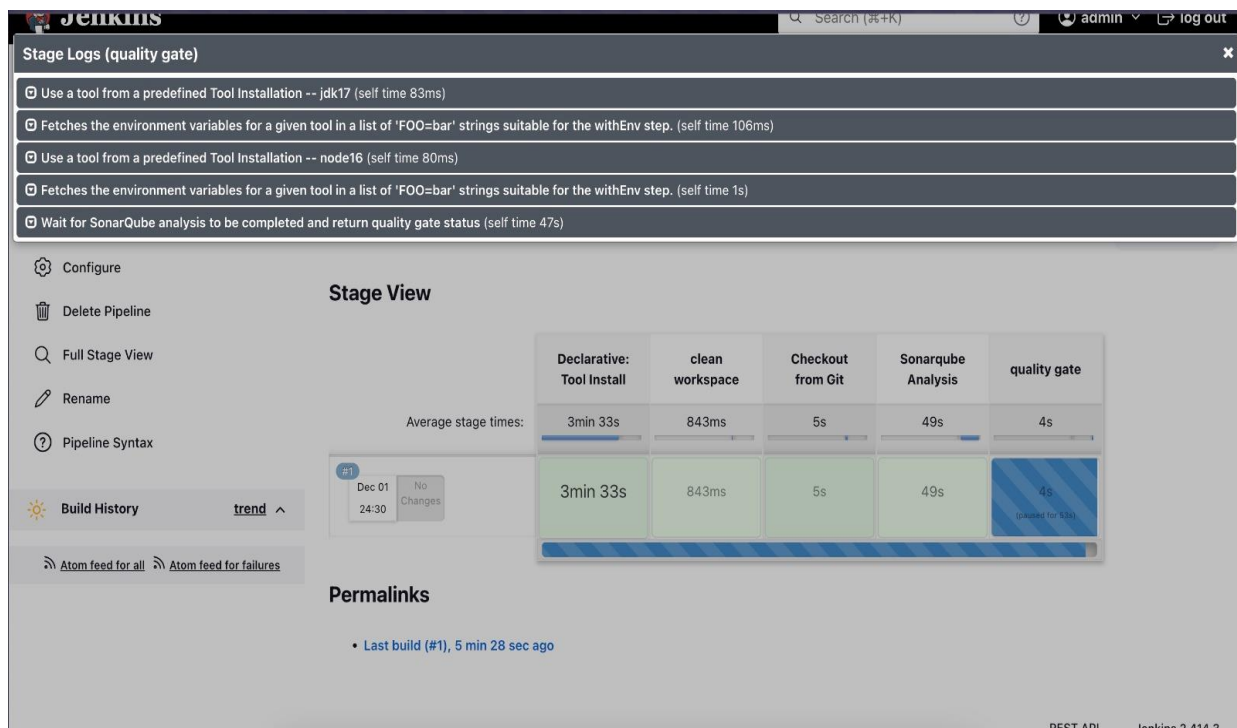 Jenkins
Search (⌘+K)
admin
log out
Stage Logs (quality gate)
Use a tool from a predefined Tool Installation -- jdk17 (self time 83ms)
Fetches the environment variables for a given tool in a list of 'FOO=bar' strings suitable for the withEnv step. (self time 106ms)
Use a tool from a predefined Tool Installation -- node16 (self time 80ms)
Fetches the environment variables for a given tool in a list of 'FOO=bar' strings suitable for the withEnv step. (self time 1s)
Wait for SonarQube analysis to be completed and return quality gate status (self time 47s)
Configure
Delete Pipeline
Full Stage View
Rename
Pipeline Syntax
Build History
trend
Atom feed for all
Atom feed for failures
Stage View
Declarative:
Tool Install
clean
workspace
Checkout
from Git
Sonarqube
Analysis
quality gate
Average stage times:
3min 33s
843ms
5s
49s
4s
#1
Dec 01
24:30
No
Changes
3min 33s
843ms
5s
49s
4s
(paused for 53s)
Permalinks
Last build (#1), 5 min 28 sec ago
REST API
Jenkins 2.414.3